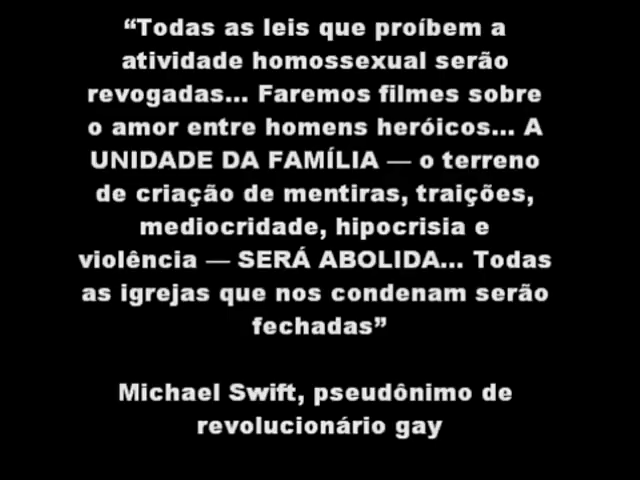 “Todas as leis que proíbem a
atividade homossexual serão
revogadas... Faremos filmes sobre
o amor entre homens heróicos... A
UNIDADE DA FAMÍLIA — o terreno
de criação de mentiras, traições,
mediocridade, hipocrisia e
violência — SERÁ ABOLIDA... Todas
as igrejas que nos condenam serão
fechadas”
Michael Swift, pseudônimo de
revolucionário gay